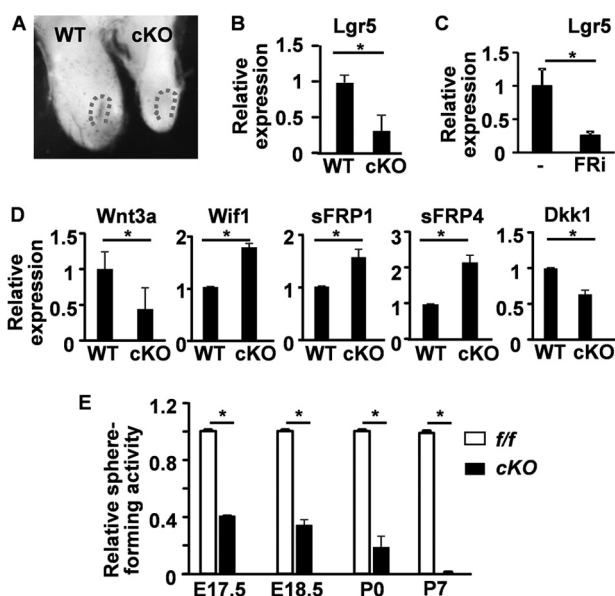 A
WT cKO
B
Lgr5
Relative
expression
1.5
1
0.5
0
*
WT cKO
C
Lgr5
Relative
expression
1.5
1
0.5
0
*
- FRi
D
Relative
expression
Wnt3a
1.5
1
0.5
0
*
WT cKO
Wif1
2
1
0
*
WT cKO
sFRP1
2
1
0
*
WT cKO
sFRP4
3
2
1
0
*
WT cKO
Dkk1
1.5
1
0.5
0
*
WT cKO
E
Relative sphere-
forming activity
1.2
0.8
0.4
0
* * * *
E17.5 E18.5 P0 P7
f/f
cKO